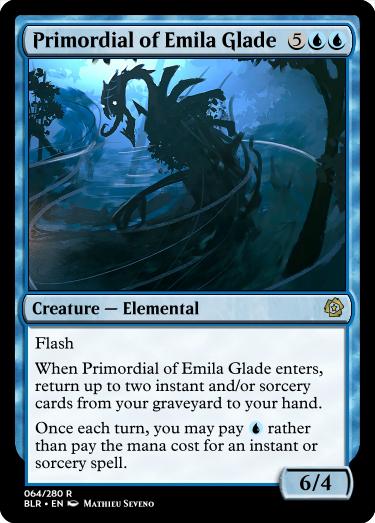 Primordial of Emila Glade 5
Creature — Elemental
Flash
When Primordial of Emila Glade enters,
return up to two instant and/or sorcery
cards from your graveyard to your hand.
Once each turn, you may pay rather
than pay the mana cost for an instant or
sorcery spell.
6/4
064/280 R
BLR • EN Mathieu Seveno